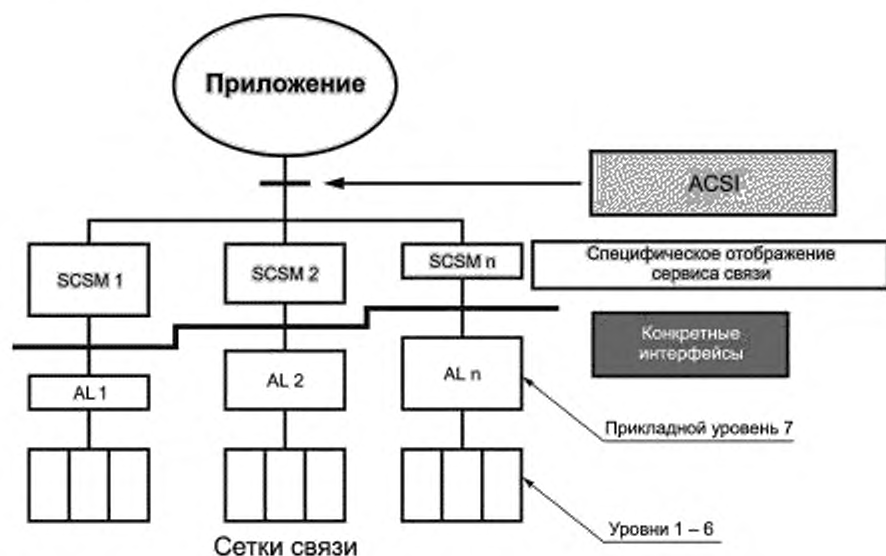 Приложение
ACSI
SCSM 1
SCSM 2
SCSM n
Специфическое отображение
сервиса связи
Конкретные
интерфейсы
AL 1
AL 2
AL n
Прикладной уровень 7
Уровни 1 – 6
Сетки связи